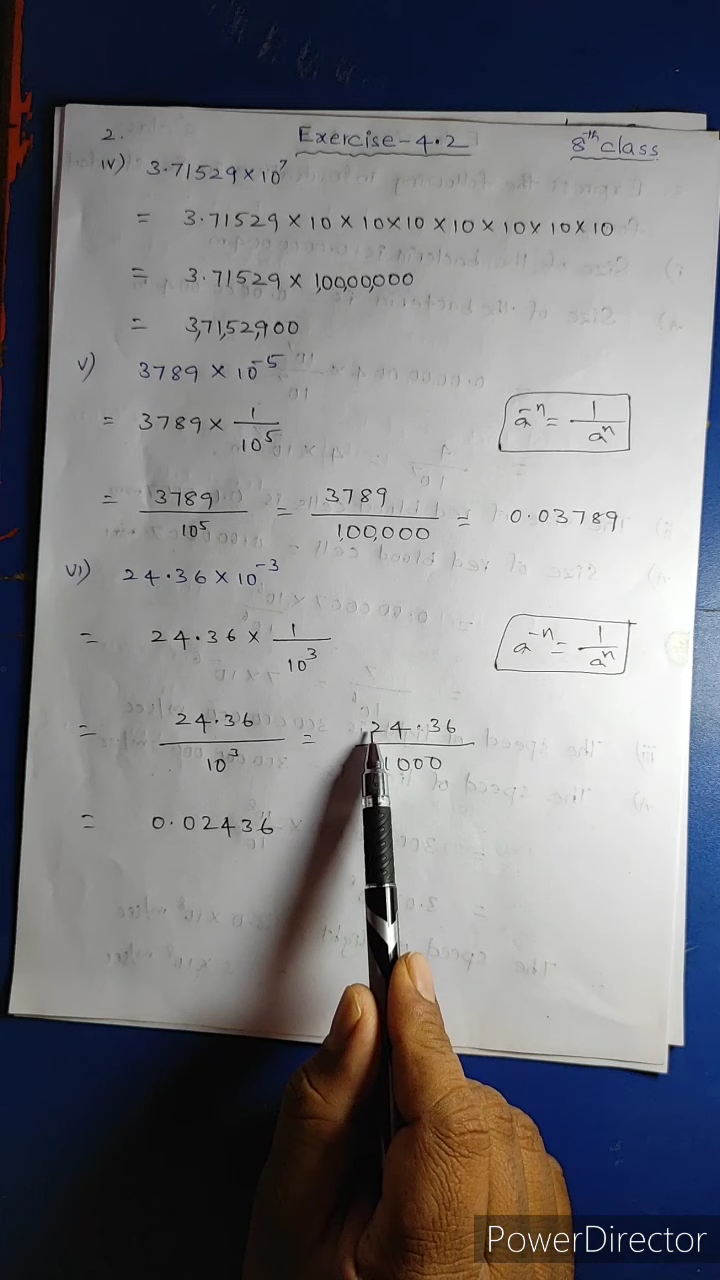 2. Exercise-4.2 8th class
iv) 3.71529 × 10^7
= 3.71529 × 10 × 10 × 10 × 10 × 10 × 10 × 10
= 3.71529 × 1,00,00,000
= 3,71,52,900
v) 3789 × 10^-5
= 3789 × 1/10^5
a^-n = 1/a^n
= 3789/10^5 = 3789/1,00,000 = 0.03789
vi) 24.36 × 10^-3
= 24.36 × 1/10^3
a^-n = 1/a^n
= 24.36/10^3 = 24.36/1000
= 0.02436
PowerDirector